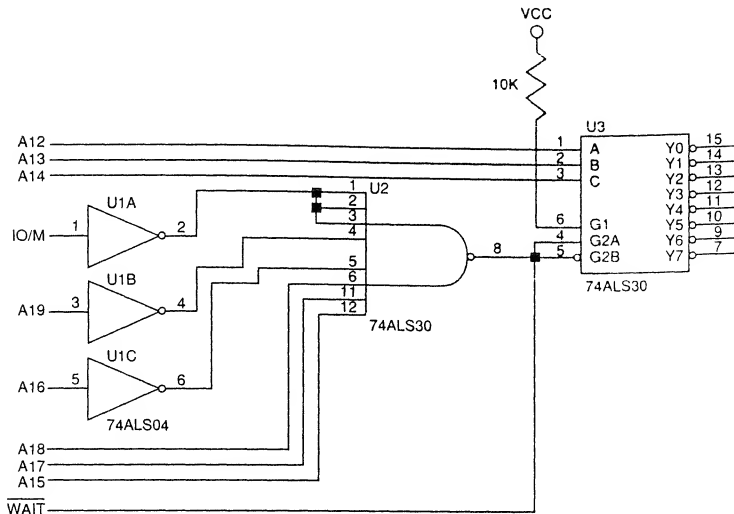 VCC
10K
U3
A12
A13
A14
1 A
2 B
3 C
Y0 15
Y1 14
Y2 13
Y3 12
Y4 11
Y5 10
Y6 9
Y7 7
6 G1
4 G2A
5 G2B
74ALS30
U2
1
2
3
4
5
6
11
12
8
74ALS30
U1A
IO/M 1 2
U1B
A19 3 4
U1C
A16 5 6
74ALS04
A18
A17
A15
WAIT